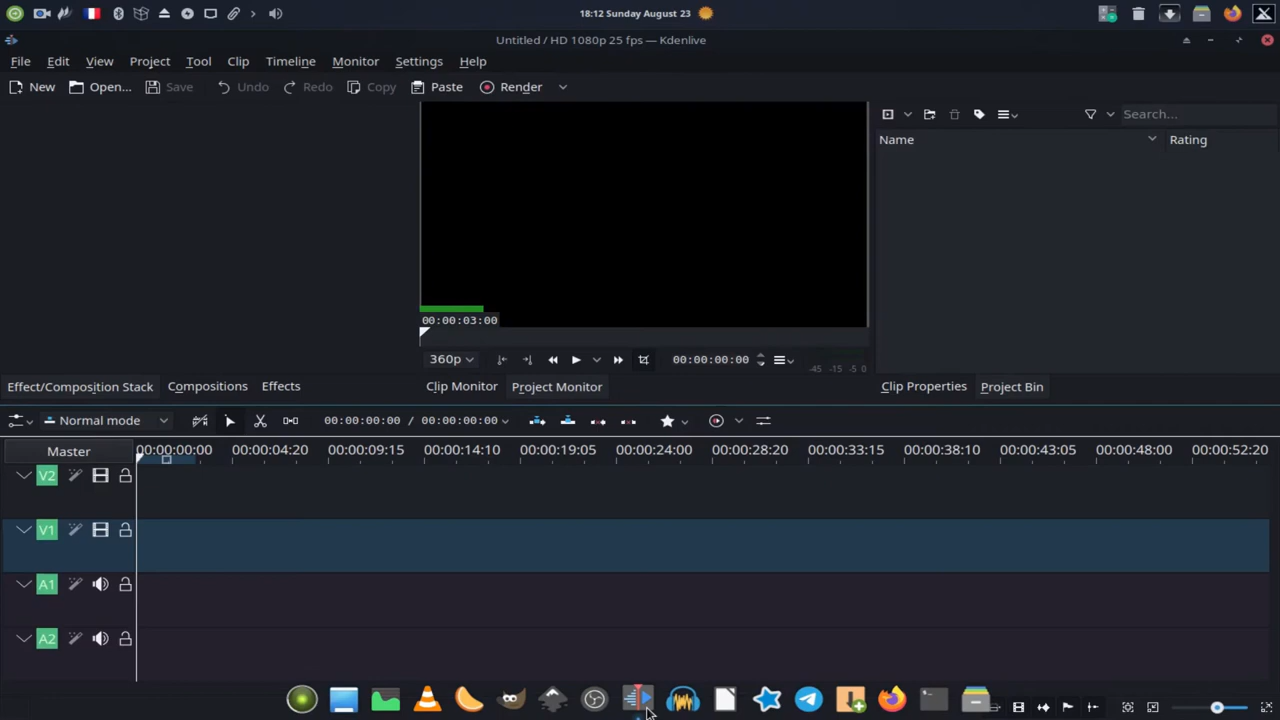 18:12 Sunday August 23
Untitled / HD 1080p 25 fps — Kdenlive
File Edit View Project Tool Clip Timeline Monitor Settings Help
New Open... Save Undo Redo Copy Paste Render
Search...
Name Rating
00:00:03:00
360p 00:00:00:00 -45 -15 -5 0
Effect/Composition Stack Compositions Effects Clip Monitor Project Monitor Clip Properties Project Bin
Normal mode 00:00:00:00 / 00:00:00:00
Master 00:00:00:00 00:00:04:20 00:00:09:15 00:00:14:10 00:00:19:05 00:00:24:00 00:00:28:20 00:00:33:15 00:00:38:10 00:00:43:05 00:00:48:00 00:00:52:20
V2
V1
A1
A2